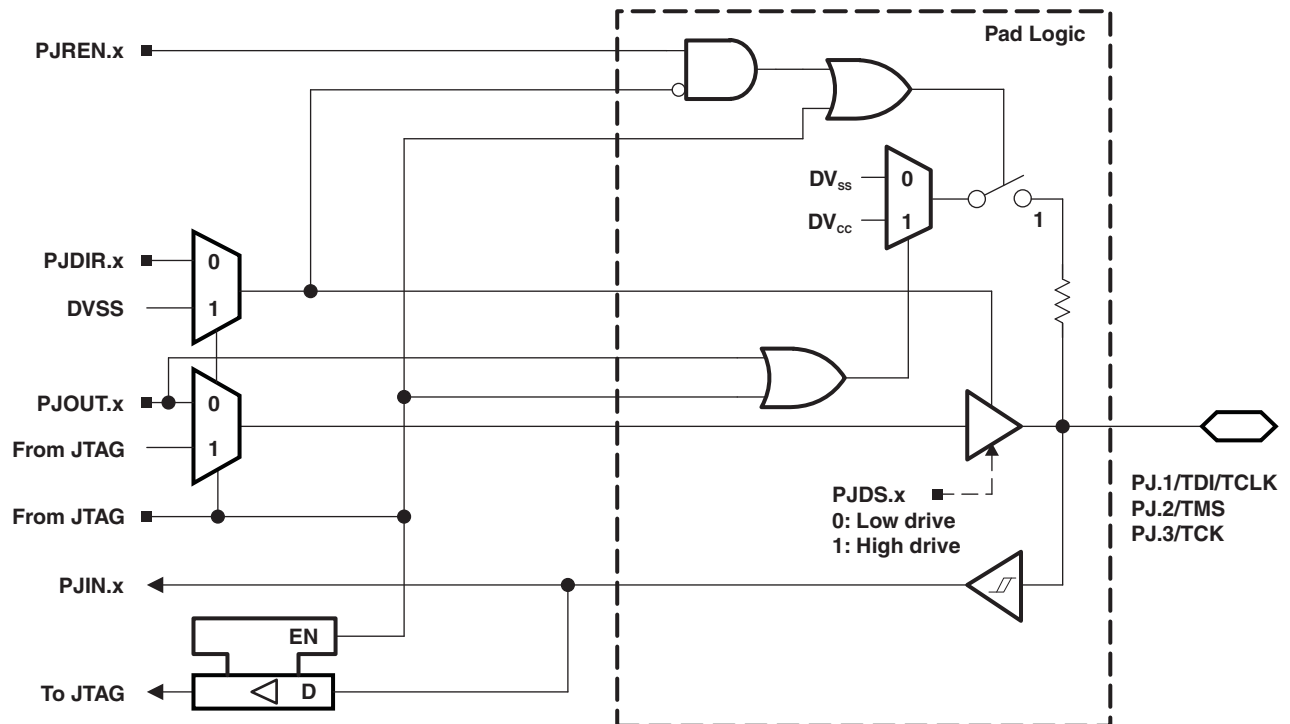 Pad Logic
PJREN.x
DVss
0
DVcc
1
1
PJDIR.x
0
DVSS
1
PJOUT.x
0
From JTAG
1
From JTAG
PJDS.x
0: Low drive
1: High drive
PJ.1/TDI/TCLK
PJ.2/TMS
PJ.3/TCK
PJIN.x
EN
To JTAG
D